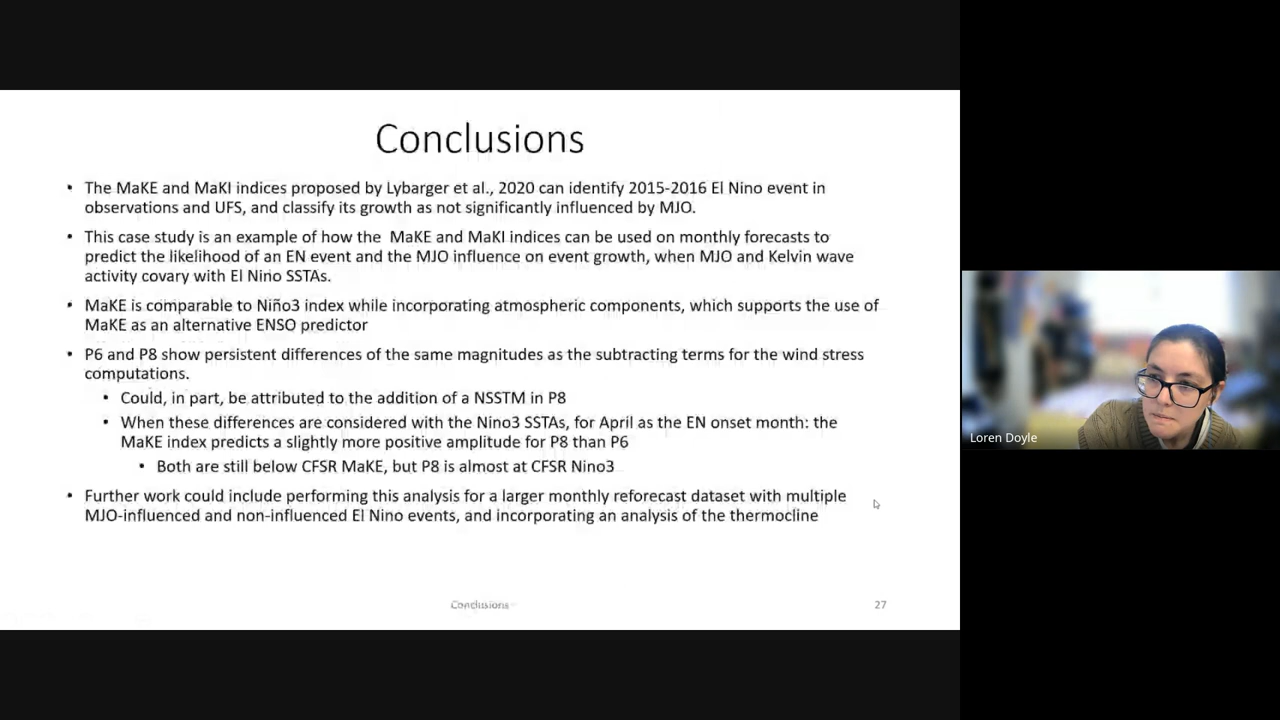 Conclusions
• The MaKE and MaKI indices proposed by Lybarger et al., 2020 can identify 2015-2016 El Nino event in
observations and UFS, and classify its growth as not significantly influenced by MJO.
• This case study is an example of how the MaKE and MaKI indices can be used on monthly forecasts to
predict the likelihood of an EN event and the MJO influence on event growth, when MJO and Kelvin wave
activity covary with El Nino SSTAs.
• MaKE is comparable to Niño3 index while incorporating atmospheric components, which supports the use of
MaKE as an alternative ENSO predictor
• P6 and P8 show persistent differences of the same magnitudes as the subtracting terms for the wind stress
computations.
• Could, in part, be attributed to the addition of a NSSTM in P8
• When these differences are considered with the Nino3 SSTAs, for April as the EN onset month: the
MaKE index predicts a slightly more positive amplitude for P8 than P6
• Both are still below CFSR MaKE, but P8 is almost at CFSR Nino3
• Further work could include performing this analysis for a larger monthly reforecast dataset with multiple
MJO-influenced and non-influenced El Nino events, and incorporating an analysis of the thermocline
Conclusions
27
Loren Doyle